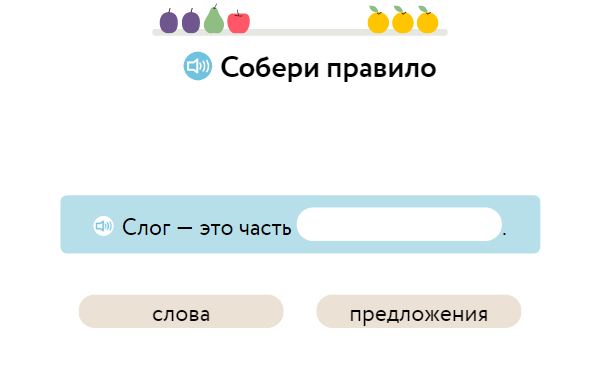 Собери правило
Слог — это часть .
слова
предложения